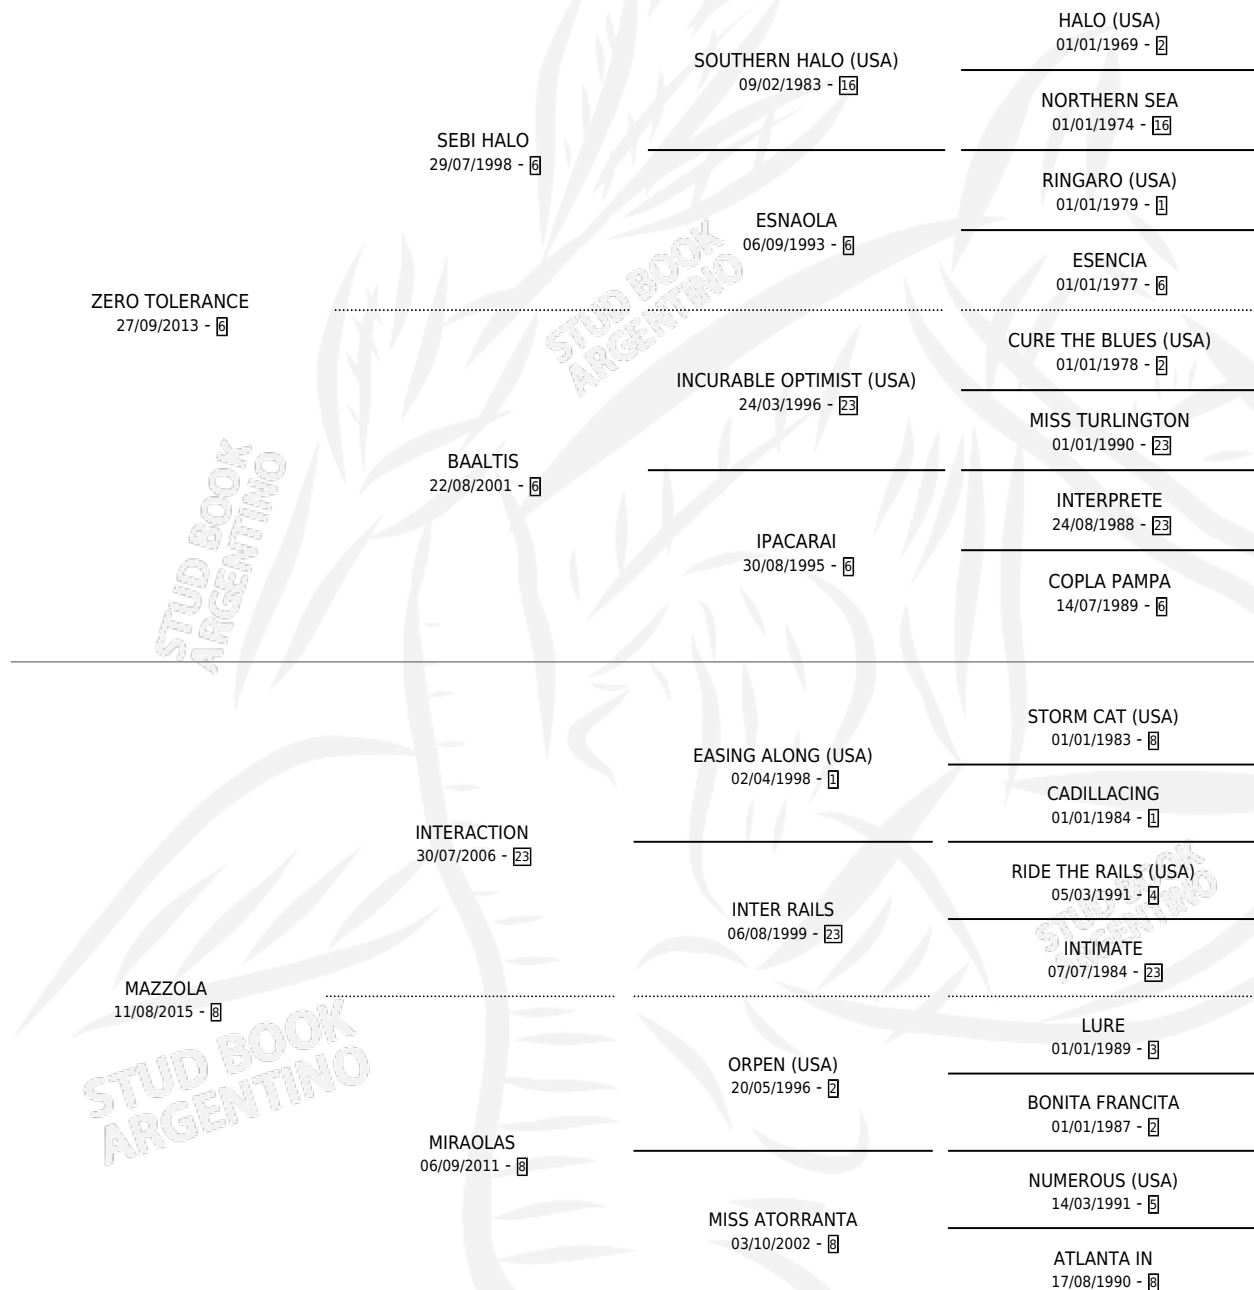 HALO (USA)
01/01/1969 - 2
SOUTHERN HALO (USA)
09/02/1983 - 16
NORTHERN SEA
01/01/1974 - 16
SEBI HALO
29/07/1998 - 6
RINGARO (USA)
01/01/1979 - 1
ESNAOLA
06/09/1993 - 6
ESENCIA
01/01/1977 - 6
ZERO TOLERANCE
27/09/2013 - 6
STUD BOOK
ARGENTINO
CURE THE BLUES (USA)
01/01/1978 - 2
INCURABLE OPTIMIST (USA)
24/03/1996 - 23
MISS TURLINGTON
01/01/1990 - 23
BAALTIS
22/08/2001 - 6
INTERPRETE
24/08/1988 - 23
IPACARAI
30/08/1995 - 6
COPLA PAMPA
14/07/1989 - 6
STUD BOOK
ARGENTINO
STORM CAT (USA)
01/01/1983 - 8
EASING ALONG (USA)
02/04/1998 - 1
CADILLACING
01/01/1984 - 1
INTERACTION
30/07/2006 - 23
RIDE THE RAILS (USA)
05/03/1991 - 4
INTER RAILS
06/08/1999 - 23
INTIMATE
07/07/1984 - 23
STUD BOOK
ARGENTINO
MAZZOLA
11/08/2015 - 8
STUD BOOK
ARGENTINO
LURE
01/01/1989 - 3
ORPEN (USA)
20/05/1996 - 2
BONITA FRANCITA
01/01/1987 - 2
MIRAOLAS
06/09/2011 - 8
NUMEROUS (USA)
14/03/1991 - 5
MISS ATORRANTA
03/10/2002 - 8
ATLANTA IN
17/08/1990 - 8